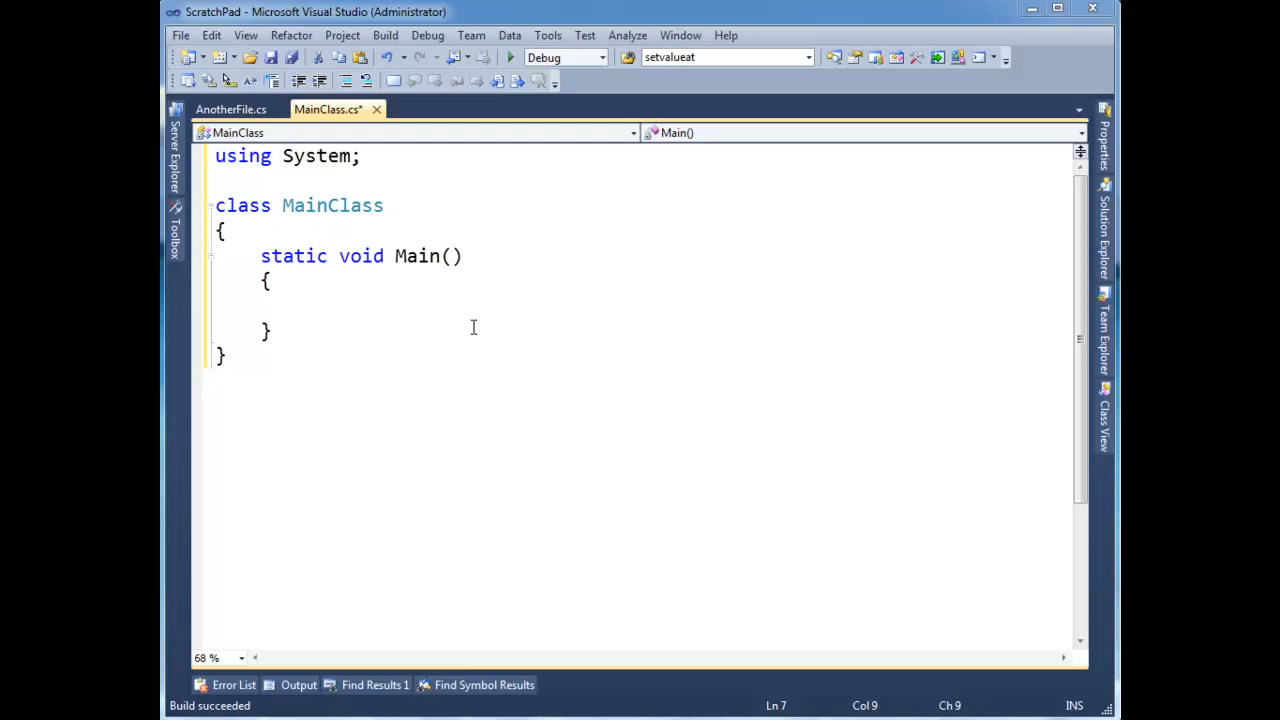 ScratchPad - Microsoft Visual Studio (Administrator)
File Edit View Refactor Project Build Debug Team Data Tools Test Analyze Window Help
Debug setvalueat
AnotherFile.cs MainClass.cs*
MainClass Main()
using System;
class MainClass
{
static void Main()
{
}
}
68 %
Error List Output Find Results 1 Find Symbol Results
Build succeeded Ln 7 Col 9 Ch 9 INS
Server Explorer
Toolbox
Properties
Solution Explorer
Team Explorer
Class View